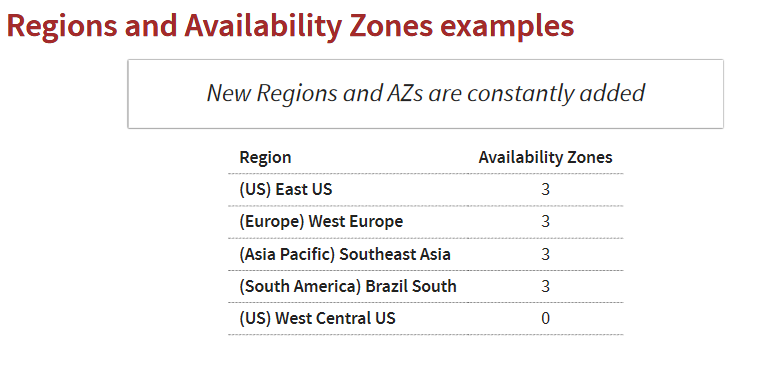 Regions and Availability Zones examples
New Regions and AZs are constantly added
Region Availability Zones
(US) East US 3
(Europe) West Europe 3
(Asia Pacific) Southeast Asia 3
(South America) Brazil South 3
(US) West Central US 0